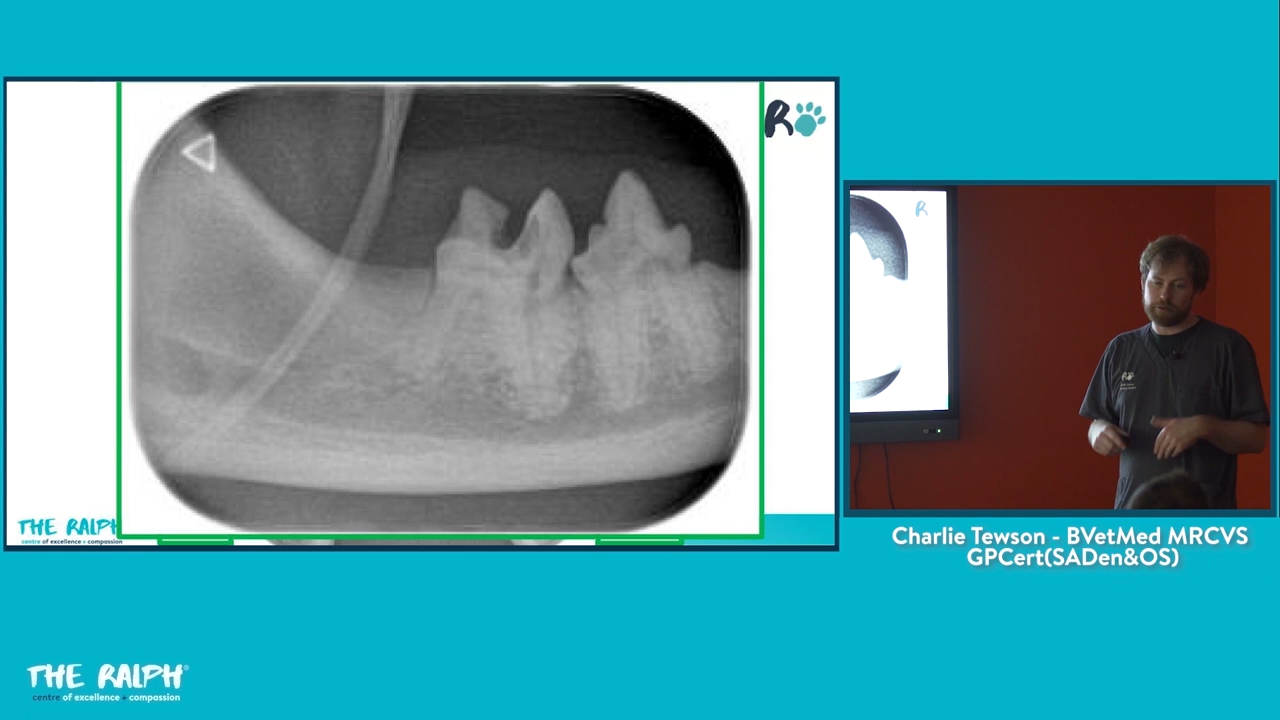 R
THE RALPH
centre of excellence + compassion
R
Charlie Tewson - BVetMed MRCVS
GPCert(SADen&OS)
THE RALPH®
centre of excellence + compassion